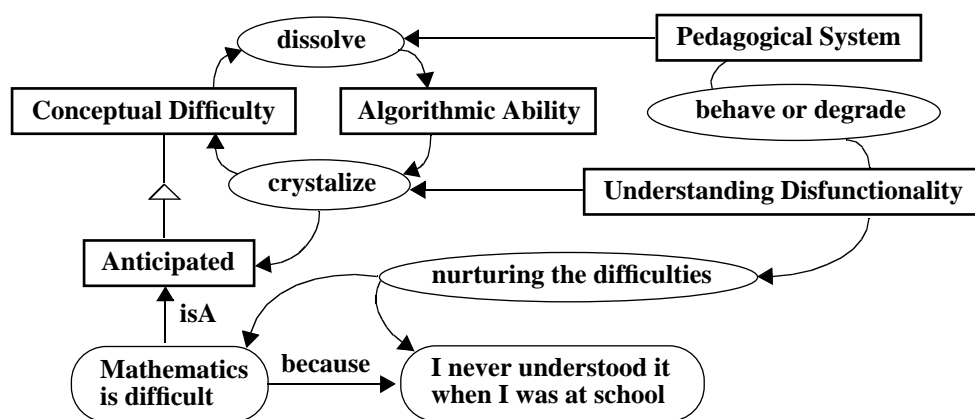 dissolve
Pedagogical System
Conceptual Difficulty
Algorithmic Ability
behave or degrade
crystalize
Understanding Disfunctionality
Anticipated
nurturing the difficulties
isA
Mathematics
is difficult
because
I never understood it
when I was at school